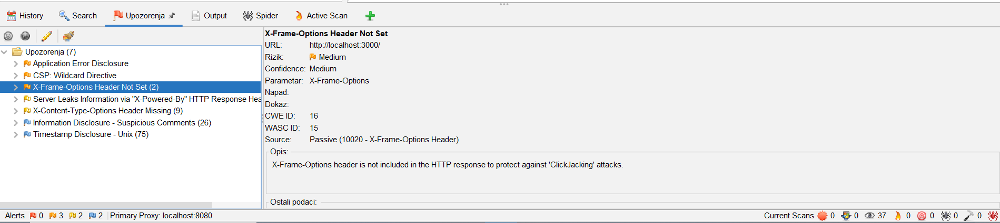 History Search Upozorenja Output Spider Active Scan
Upozorenja (7)
Application Error Disclosure
CSP: Wildcard Directive
X-Frame-Options Header Not Set (2)
Server Leaks Information via "X-Powered-By" HTTP Response Hea
X-Content-Type-Options Header Missing (9)
Information Disclosure - Suspicious Comments (26)
Timestamp Disclosure - Unix (75)
X-Frame-Options Header Not Set
URL: http://localhost:3000/
Rizik: Medium
Confidence: Medium
Parametar: X-Frame-Options
Napad:
Dokaz:
CWE ID: 16
WASC ID: 15
Source: Passive (10020 - X-Frame-Options Header)
Opis:
X-Frame-Options header is not included in the HTTP response to protect against 'ClickJacking' attacks.
Ostali podaci:
Alerts 0 3 2 2 Primary Proxy: localhost:8080 Current Scans 0 0 37 0 0 0 0